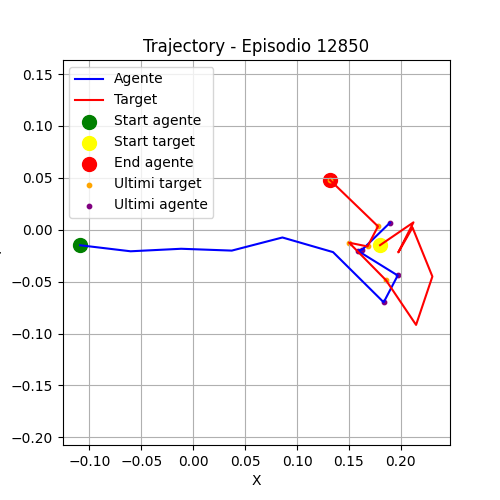 Trajectory - Episodio 12850
Agente
Target
Start agente
Start target
End agente
Ultimi target
Ultimi agente
0.15
0.10
0.05
0.00
−0.05
−0.10
−0.15
−0.20
−0.10
−0.05
0.00
0.05
0.10
0.15
0.20
X